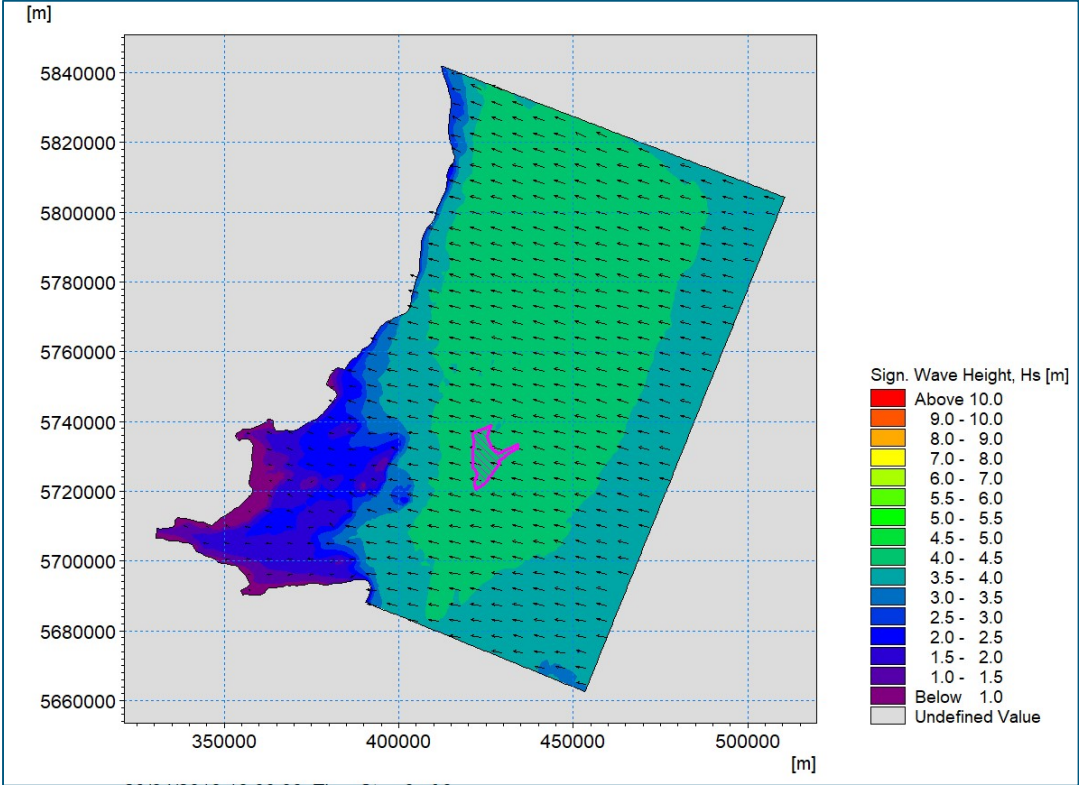 [m]
5840000
5820000
5800000
5780000
5760000
5740000
5720000
5700000
5680000
5660000
350000 400000 450000 500000
[m]
Sign. Wave Height, Hs [m]
Above 10.0
9.0 - 10.0
8.0 - 9.0
7.0 - 8.0
6.0 - 7.0
5.5 - 6.0
5.0 - 5.5
4.5 - 5.0
4.0 - 4.5
3.5 - 4.0
3.0 - 3.5
2.5 - 3.0
2.0 - 2.5
1.5 - 2.0
1.0 - 1.5
Below 1.0
Undefined Value